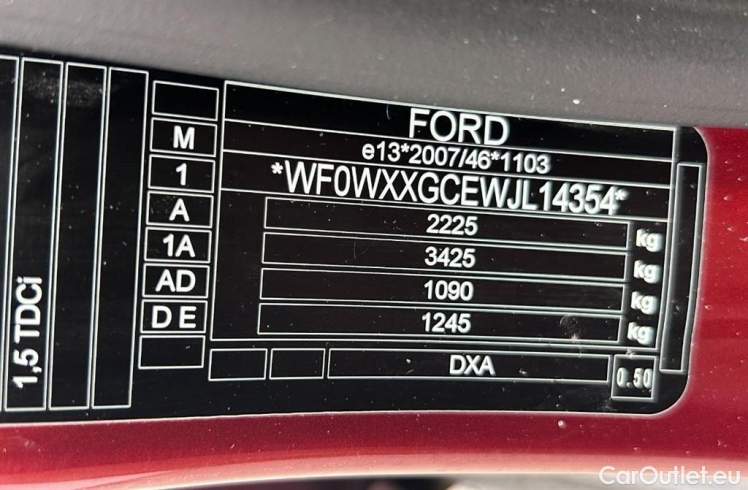 FORD
e13*2007/46*1103
*WF0WXXGCEWJL14354*
2225 kg
3425 kg
1090 kg
1245 kg
M
1
A
1A
AD
D E
1,5 TDCi
DXA
0.50
CarOutlet.eu